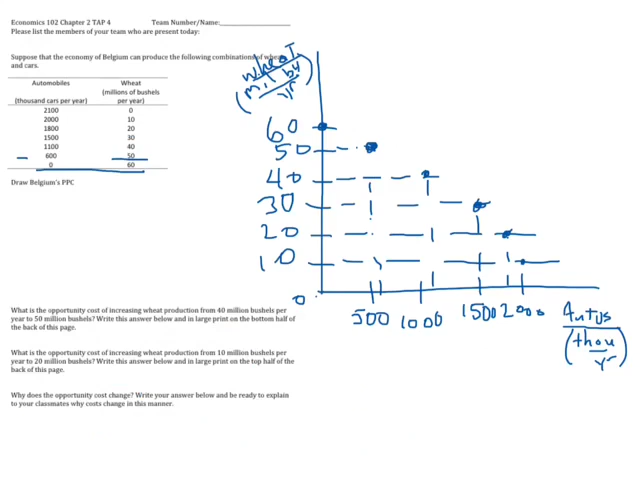 Economics 102 Chapter 2 TAP 4 Team Number/Name:
Please list the members of your team who are present today:
Suppose that the economy of Belgium can produce the following combinations of wheat
and cars.
Automobiles Wheat
(millions of bushels
(thousand cars per year) per year)
2100 0
2000 10
1800 20
1500 30
1100 40
600 50
0 60
Draw Belgium's PPC
What is the opportunity cost of increasing wheat production from 40 million bushels per
year to 50 million bushels? Write this answer below and in large print on the bottom half of
the back of this page.
What is the opportunity cost of increasing wheat production from 10 million bushels per
year to 20 million bushels? Write this answer below and in large print on the top half of the
back of this page.
Why does the opportunity cost change? Write your answer below and be ready to explain
to your classmates why costs change in this manner.
wheat
mil bu
yr
60
50
40
30
20
10
0
500 1000 1500 2000 Autos
(thou
yr)